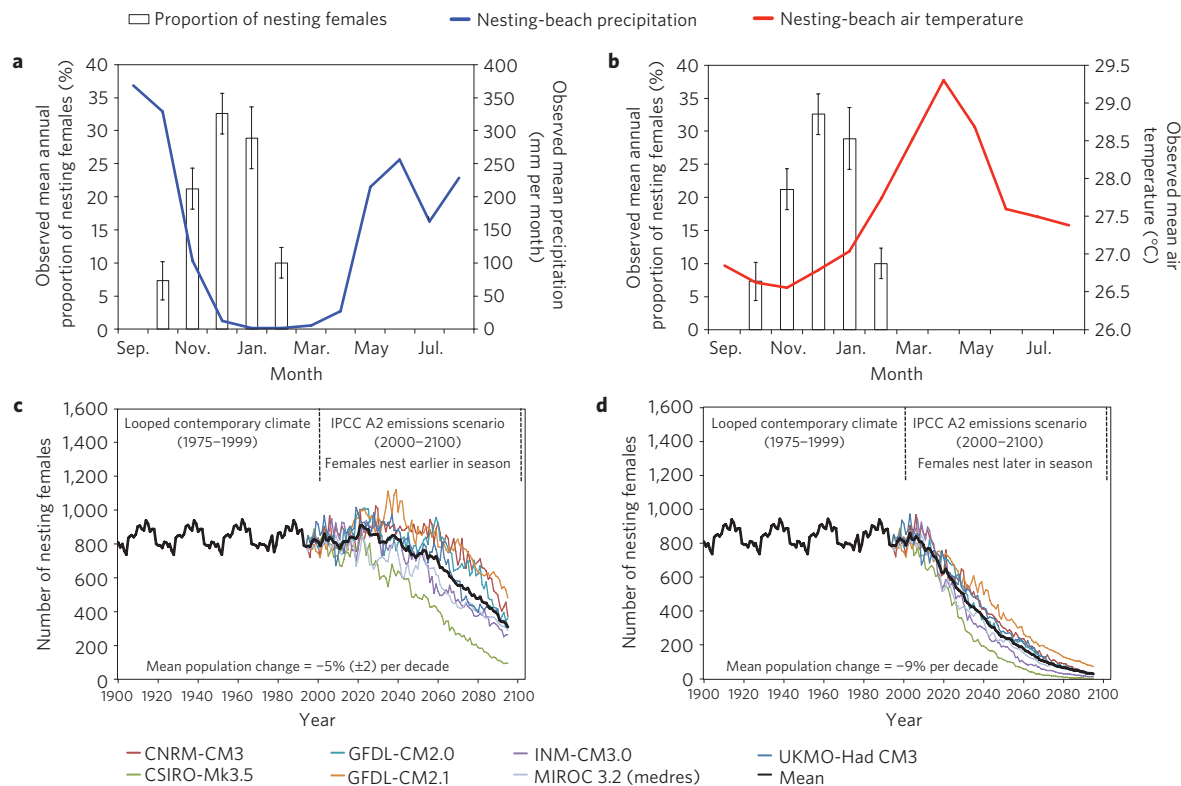 Proportion of nesting females Nesting-beach precipitation Nesting-beach air temperature
a
Observed mean annual
proportion of nesting females (%)
40
35
30
25
20
15
10
5
0
400
350
300
250
200
150
100
50
0
Observed mean precipitation
(mm per month)
Sep. Nov. Jan. Mar. May Jul.
Month
b
Observed mean annual
proportion of nesting females (%)
40
35
30
25
20
15
10
5
0
29.5
29.0
28.5
28.0
27.5
27.0
26.5
26.0
Observed mean air
temperature (°C)
Sep. Nov. Jan. Mar. May Jul.
Month
c
Number of nesting females
1,600
1,400
1,200
1,000
800
600
400
200
0
Looped contemporary climate
(1975–1999)
IPCC A2 emissions scenario
(2000–2100)
Females nest earlier in season
Mean population change = −5% (±2) per decade
1900 1920 1940 1960 1980 2000 2020 2040 2060 2080 2100
Year
d
Number of nesting females
1,600
1,400
1,200
1,000
800
600
400
200
0
Looped contemporary climate
(1975–1999)
IPCC A2 emissions scenario
(2000–2100)
Females nest later in season
Mean population change = −9% per decade
1900 1920 1940 1960 1980 2000 2020 2040 2060 2080 2100
Year
CNRM-CM3 GFDL-CM2.0 INM-CM3.0 UKMO-Had CM3
CSIRO-Mk3.5 GFDL-CM2.1 MIROC 3.2 (medres) Mean